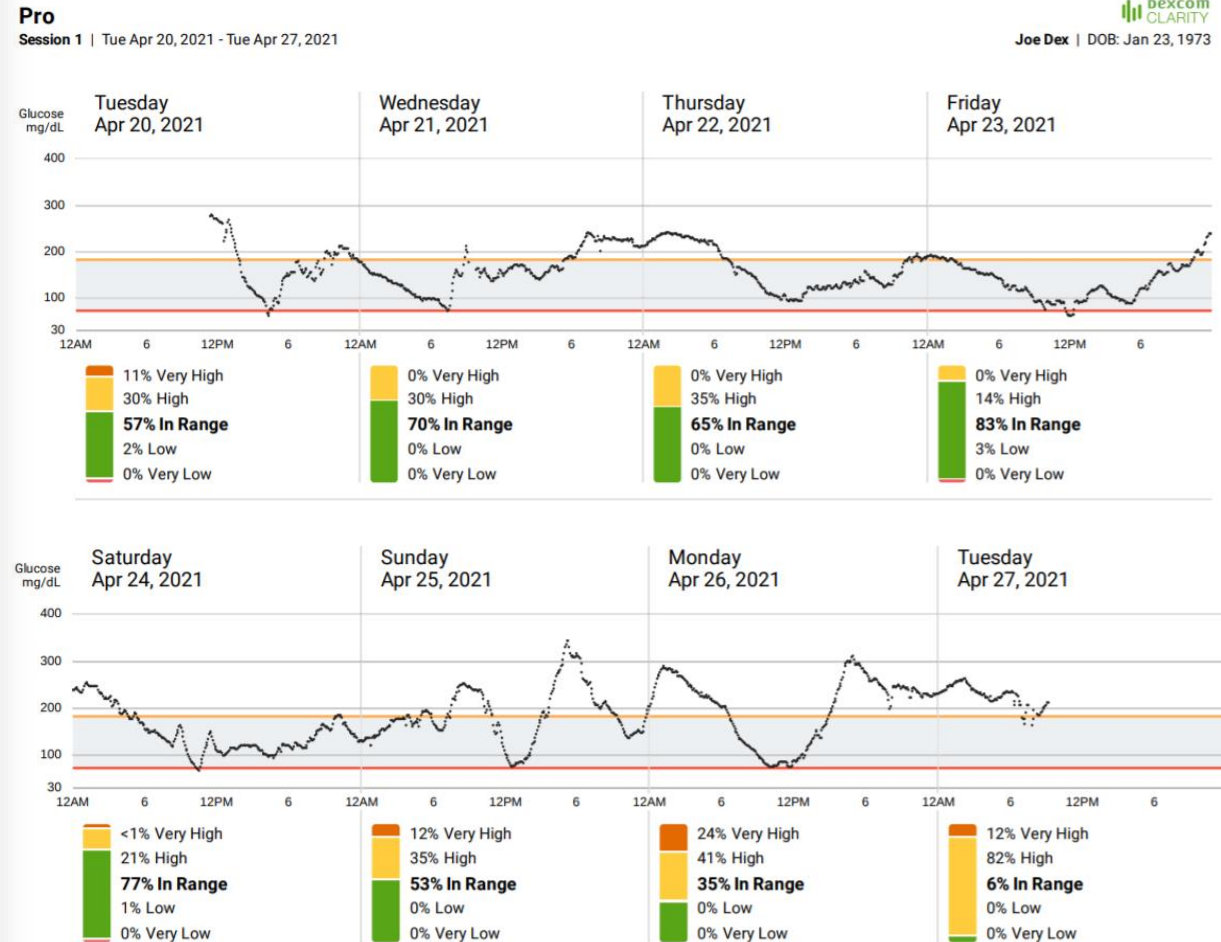 Pro
Dexcom
CLARITY
Session 1 | Tue Apr 20, 2021 - Tue Apr 27, 2021
Joe Dex | DOB: Jan 23, 1973
Glucose
mg/dL
Tuesday
Apr 20, 2021
Wednesday
Apr 21, 2021
Thursday
Apr 22, 2021
Friday
Apr 23, 2021
400
300
200
100
30
12AM 6 12PM 6 12AM 6 12PM 6 12AM 6 12PM 6 12AM 6 12PM 6
11% Very High
30% High
57% In Range
2% Low
0% Very Low
0% Very High
30% High
70% In Range
0% Low
0% Very Low
0% Very High
35% High
65% In Range
0% Low
0% Very Low
0% Very High
14% High
83% In Range
3% Low
0% Very Low
Glucose
mg/dL
Saturday
Apr 24, 2021
Sunday
Apr 25, 2021
Monday
Apr 26, 2021
Tuesday
Apr 27, 2021
400
300
200
100
30
12AM 6 12PM 6 12AM 6 12PM 6 12AM 6 12PM 6 12AM 6 12PM 6
<1% Very High
21% High
77% In Range
1% Low
0% Very Low
12% Very High
35% High
53% In Range
0% Low
0% Very Low
24% Very High
41% High
35% In Range
0% Low
0% Very Low
12% Very High
82% High
6% In Range
0% Low
0% Very Low